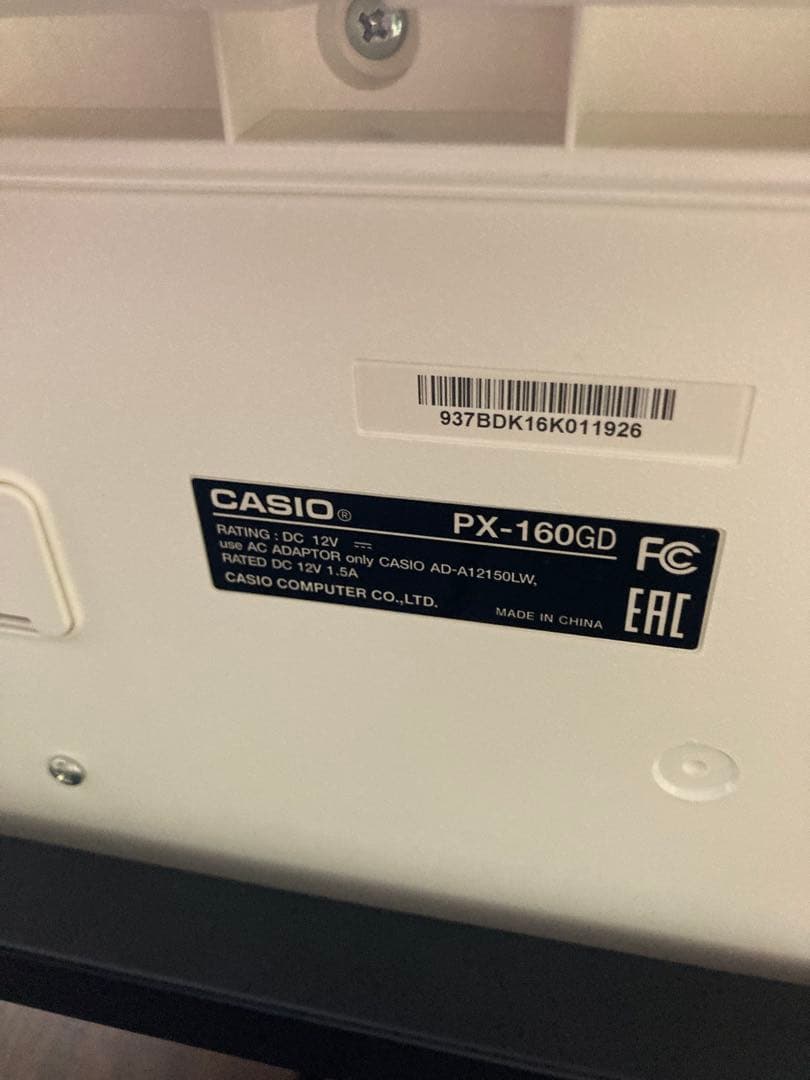 937BDK16K011926
CASIO® PX-160GD
RATING : DC 12V ⎓
use AC ADAPTOR only CASIO AD-A12150LW,
RATED DC 12V 1.5A
CASIO COMPUTER CO.,LTD.
MADE IN CHINA
FC
EAC